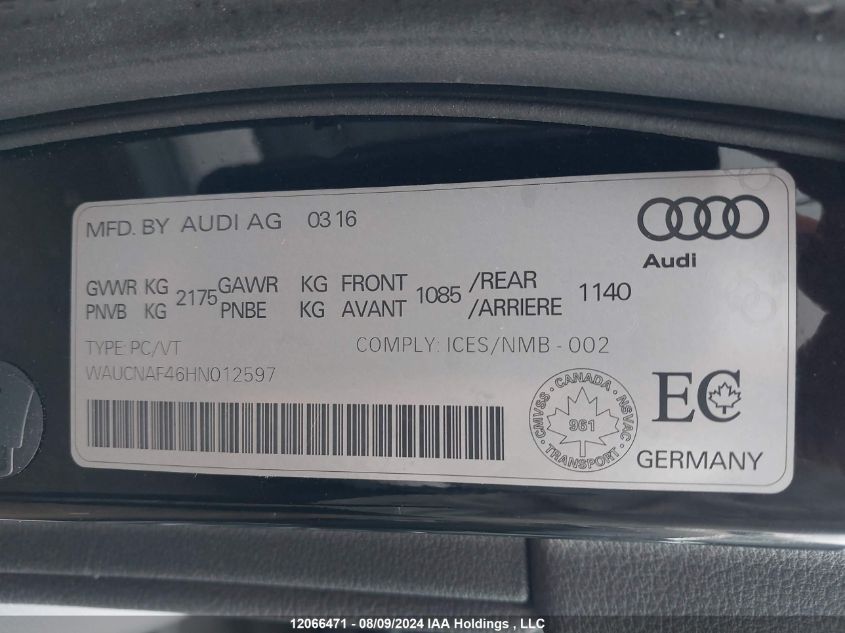 MFD. BY AUDI AG 03 16
Audi
GVWR KG 2175 GAWR KG FRONT 1085 /REAR 1140
PNVB KG PNBE KG AVANT /ARRIERE
TYPE: PC/VT COMPLY: ICES/NMB - 002
WAUCNAF46HN012597
CMVSS · CANADA · NSVAC · TRANSPORT
961
EC
GERMANY
12066471 - 08/09/2024 IAA Holdings , LLC